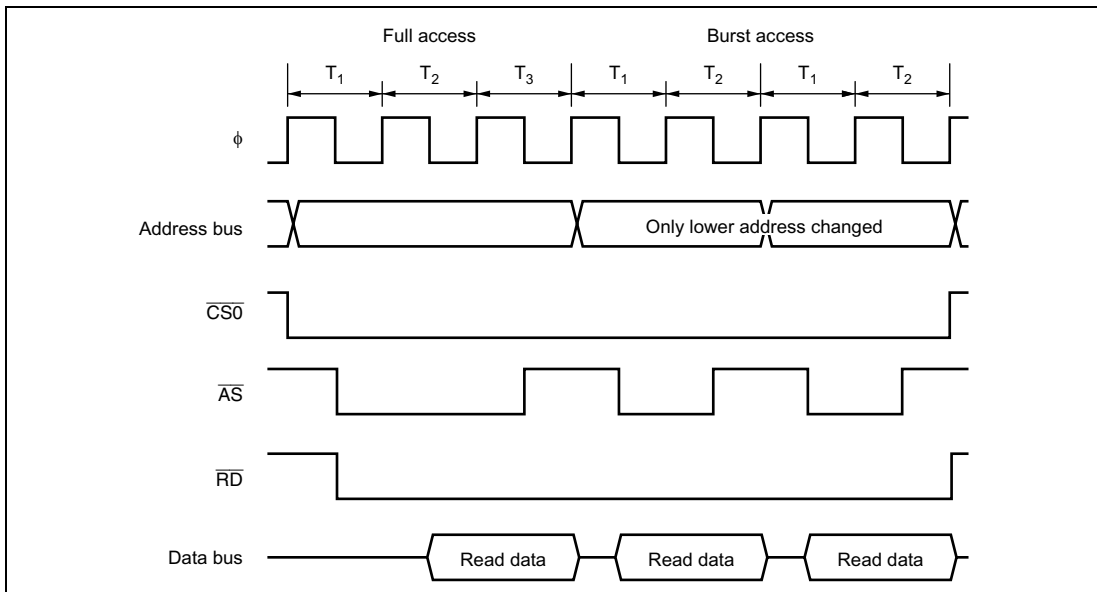 Full access Burst access
T1 T2 T3 T1 T2 T1 T2
ϕ
Address bus Only lower address changed
CS0
AS
RD
Data bus Read data Read data Read data